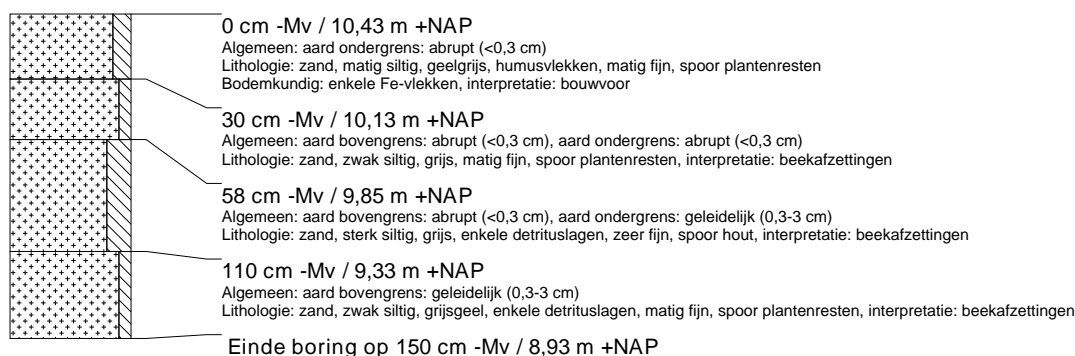 0 cm -Mv / 10,43 m +NAP
Algemeen: aard ondergrens: abrupt (<0,3 cm)
Lithologie: zand, matig siltig, geelgrijs, humusvlekken, matig fijn, spoor plantenresten
Bodemkundig: enkele Fe-vlekken, interpretatie: bouwvoor
30 cm -Mv / 10,13 m +NAP
Algemeen: aard bovengrens: abrupt (<0,3 cm), aard ondergrens: abrupt (<0,3 cm)
Lithologie: zand, zwak siltig, grijs, matig fijn, spoor plantenresten, interpretatie: beekafzettingen
58 cm -Mv / 9,85 m +NAP
Algemeen: aard bovengrens: abrupt (<0,3 cm), aard ondergrens: geleidelijk (0,3-3 cm)
Lithologie: zand, sterk siltig, grijs, enkele detrituslagen, zeer fijn, spoor hout, interpretatie: beekafzettingen
110 cm -Mv / 9,33 m +NAP
Algemeen: aard bovengrens: geleidelijk (0,3-3 cm)
Lithologie: zand, zwak siltig, grijsgeel, enkele detrituslagen, matig fijn, spoor plantenresten, interpretatie: beekafzettingen
Einde boring op 150 cm -Mv / 8,93 m +NAP